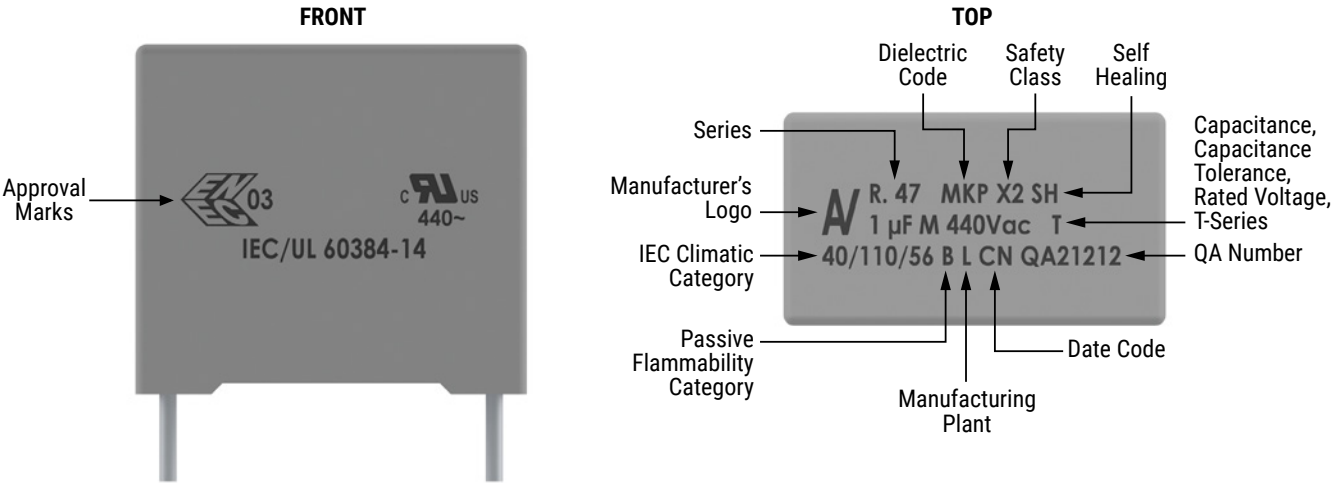 FRONT
Approval
Marks
03
C US
440~
IEC/UL 60384-14
TOP
Dielectric
Code
Safety
Class
Self
Healing
Series
Manufacturer's
Logo
IEC Climatic
Category
R. 47 MKP X2 SH
1 µF M 440Vac T
40/110/56 B L CN QA21212
Capacitance,
Capacitance
Tolerance,
Rated Voltage,
T-Series
QA Number
Passive
Flammability
Category
Manufacturing
Plant
Date Code